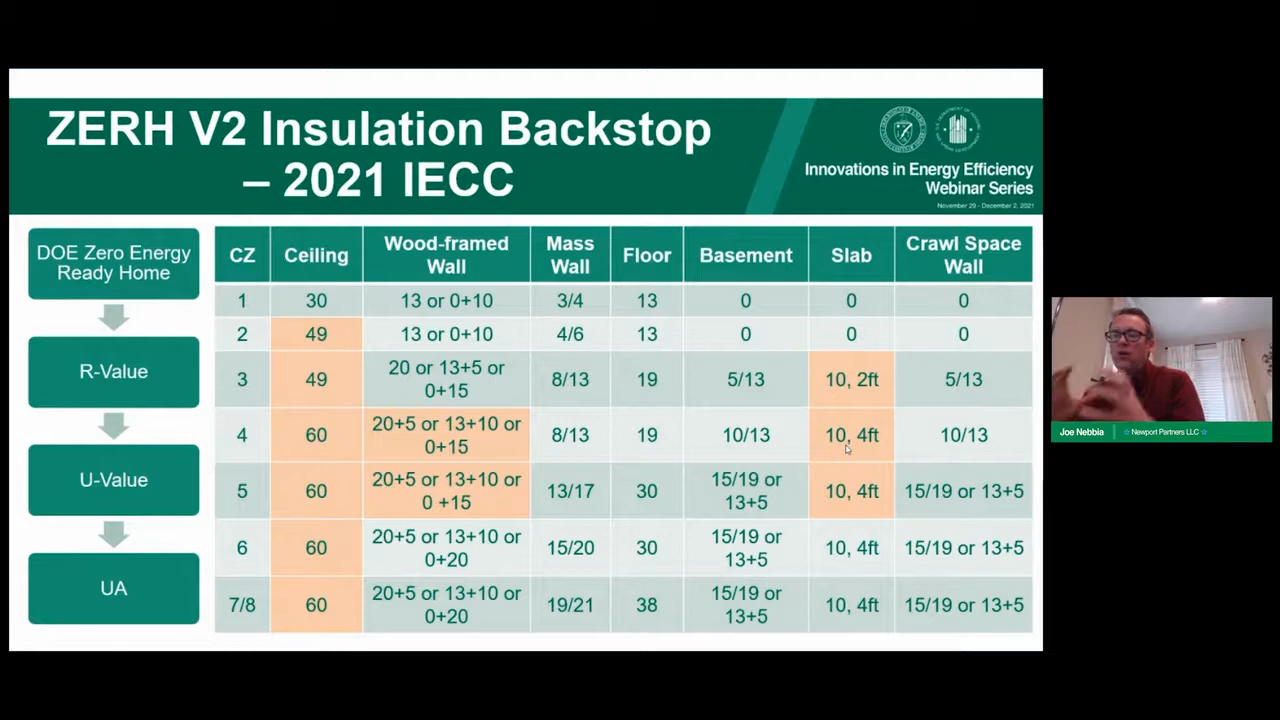 ZERH V2 Insulation Backstop
– 2021 IECC
Innovations in Energy Efficiency
Webinar Series
November 29 - December 2, 2021
DOE Zero Energy
Ready Home
R-Value
U-Value
UA
CZ Ceiling Wood-framed Wall Mass Wall Floor Basement Slab Crawl Space Wall
1 30 13 or 0+10 3/4 13 0 0 0
2 49 13 or 0+10 4/6 13 0 0 0
3 49 20 or 13+5 or 0+15 8/13 19 5/13 10, 2ft 5/13
4 60 20+5 or 13+10 or 0+15 8/13 19 10/13 10, 4ft 10/13
5 60 20+5 or 13+10 or 0 +15 13/17 30 15/19 or 13+5 10, 4ft 15/19 or 13+5
6 60 20+5 or 13+10 or 0+20 15/20 30 15/19 or 13+5 10, 4ft 15/19 or 13+5
7/8 60 20+5 or 13+10 or 0+20 19/21 38 15/19 or 13+5 10, 4ft 15/19 or 13+5
Joe Nebbia Newport Partners LLC